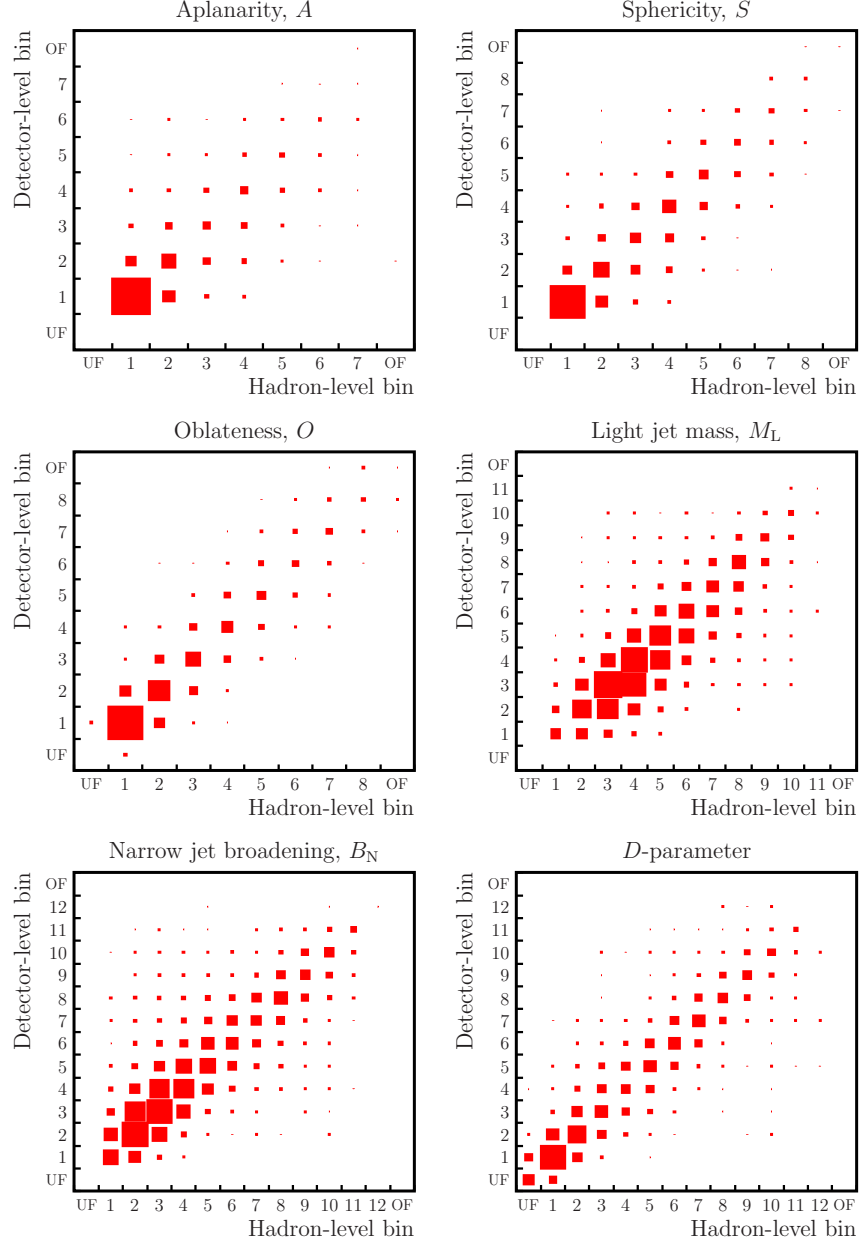 Aplanarity, A
Detector-level bin
OF
7
6
5
4
3
2
1
UF
UF 1 2 3 4 5 6 7 OF
Hadron-level bin
Sphericity, S
Detector-level bin
OF
8
7
6
5
4
3
2
1
UF
UF 1 2 3 4 5 6 7 8 OF
Hadron-level bin
Oblateness, O
Detector-level bin
OF
8
7
6
5
4
3
2
1
UF
UF 1 2 3 4 5 6 7 8 OF
Hadron-level bin
Light jet mass, M_L
Detector-level bin
OF
11
10
9
8
7
6
5
4
3
2
1
UF
UF 1 2 3 4 5 6 7 8 9 10 11 OF
Hadron-level bin
Narrow jet broadening, B_N
Detector-level bin
OF
12
11
10
9
8
7
6
5
4
3
2
1
UF
UF 1 2 3 4 5 6 7 8 9 10 11 12 OF
Hadron-level bin
D-parameter
Detector-level bin
OF
12
11
10
9
8
7
6
5
4
3
2
1
UF
UF 1 2 3 4 5 6 7 8 9 10 11 12 OF
Hadron-level bin